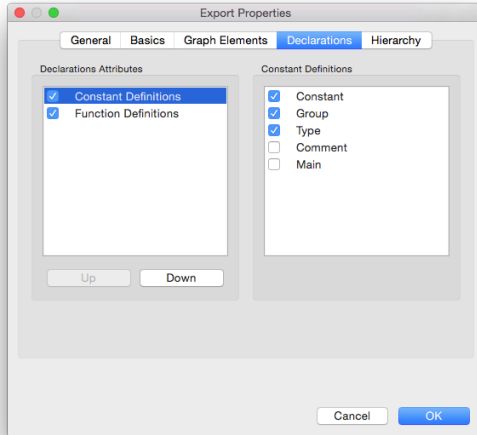 Export Properties
General Basics Graph Elements Declarations Hierarchy
Declarations Attributes
Constant Definitions
Function Definitions
Up Down
Constant Definitions
Constant
Group
Type
Comment
Main
Cancel OK